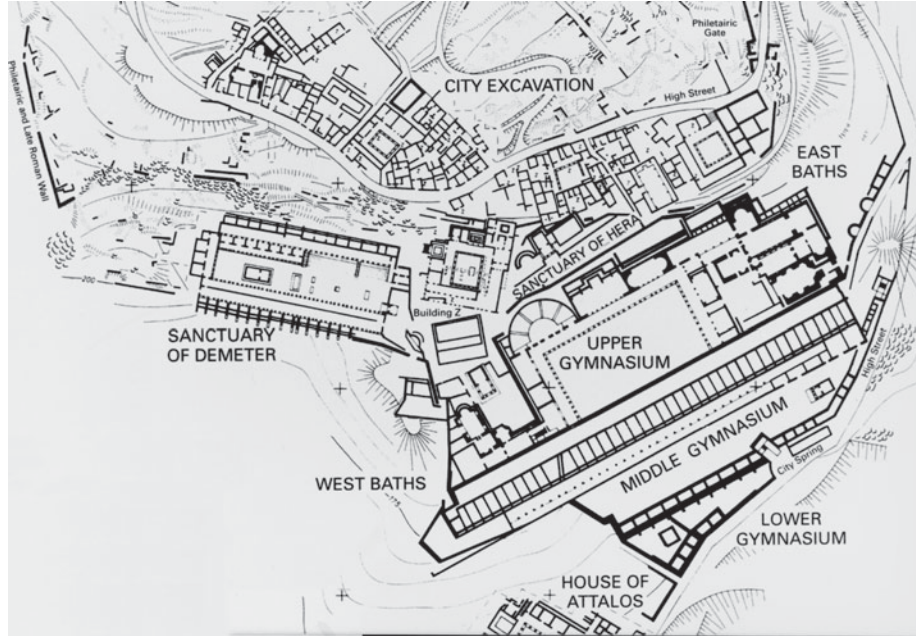 Philetairic
Gate
CITY EXCAVATION
High Street
Philetairic and Late Roman Wall
EAST
BATHS
SANCTUARY OF HERA
200
Building Z
SANCTUARY
OF DEMETER
UPPER
GYMNASIUM
High Street
MIDDLE GYMNASIUM
City Spring
WEST BATHS
LOWER
GYMNASIUM
HOUSE OF
ATTALOS